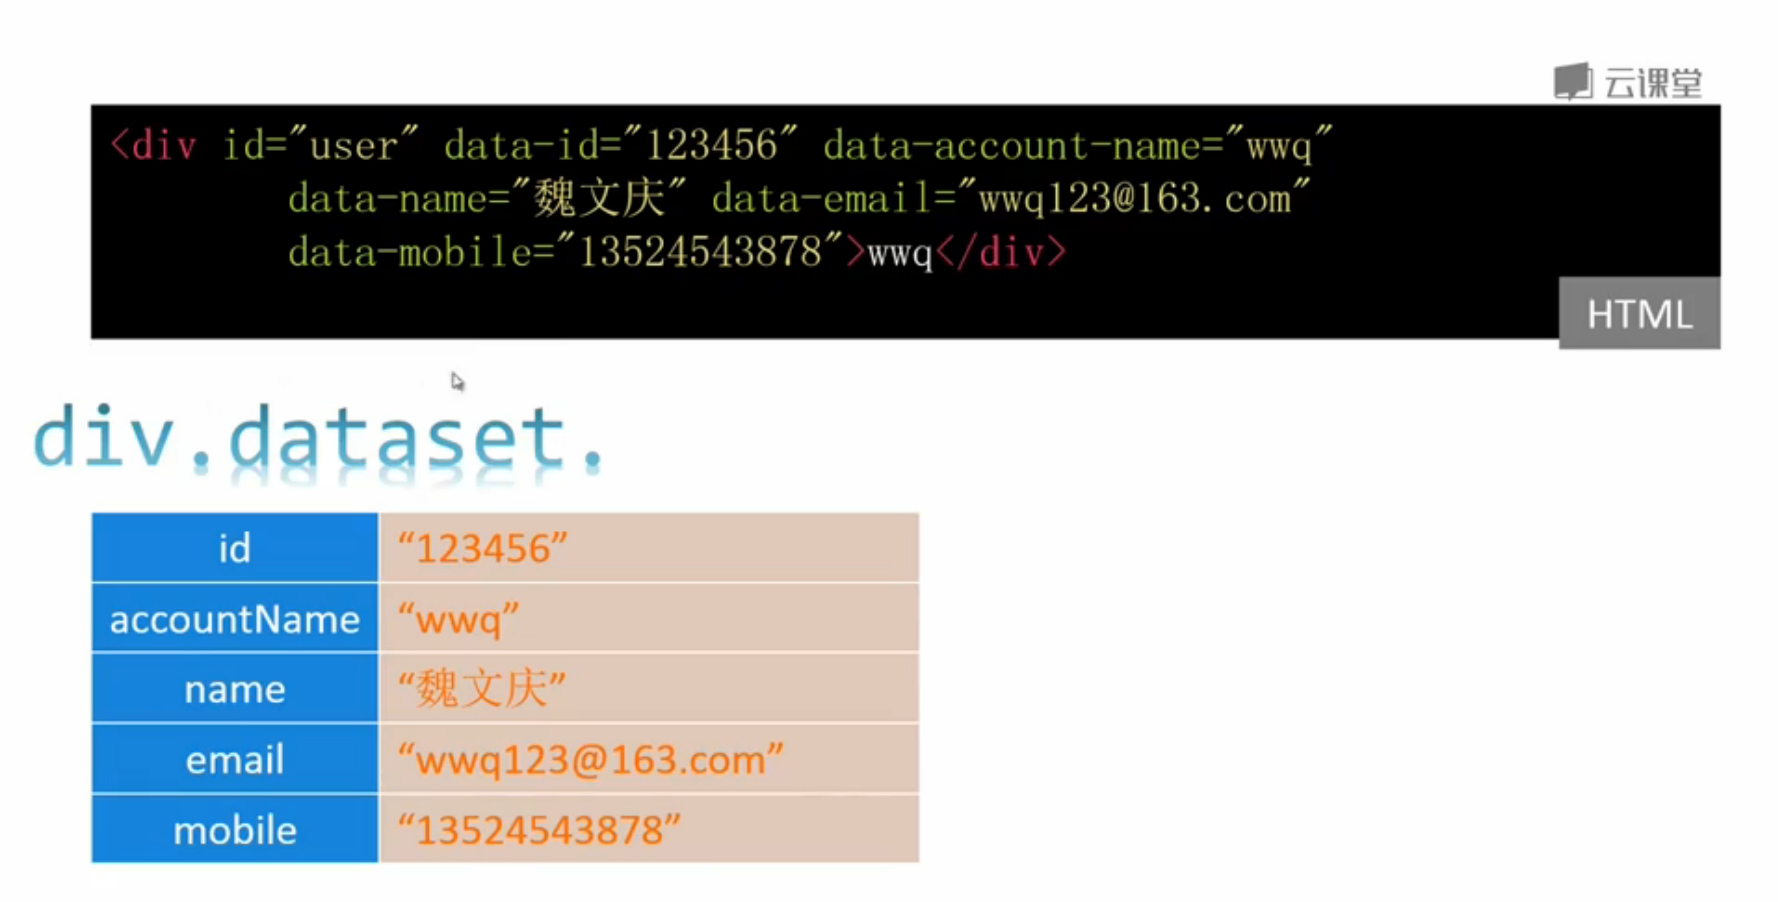 云课堂
<div id="user" data-id="123456" data-account-name="wwq"
data-name="魏文庆" data-email="wwq123@163.com"
data-mobile="13524543878">wwq</div>
HTML
div.dataset.
id “123456”
accountName “wwq”
name “魏文庆”
email “wwq123@163.com”
mobile “13524543878”